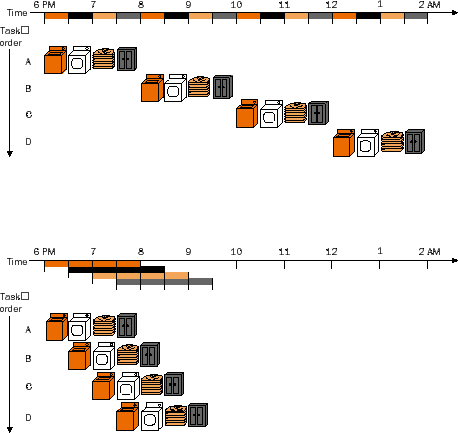 6 PM 7 8 9 10 11 12 1 2 AM
Time
Task□
order
A
B
C
D
6 PM 7 8 9 10 11 12 1 2 AM
Time
Task□
order
A
B
C
D